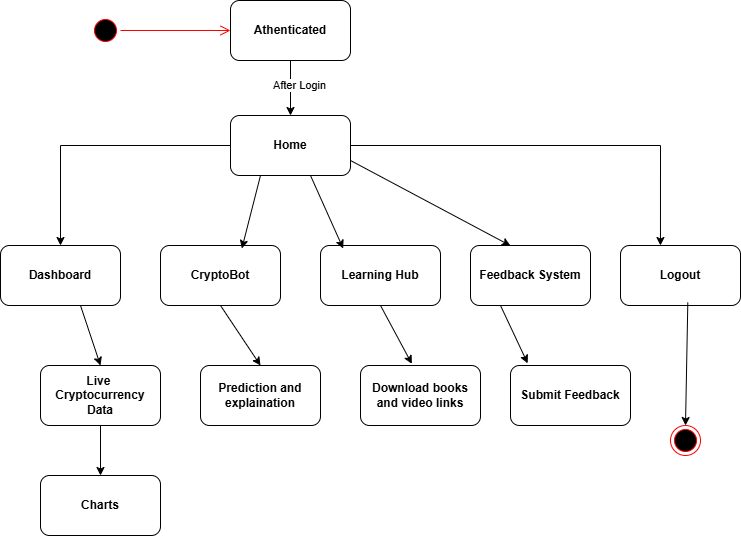 Athenticated
After Login
Home
Dashboard
CryptoBot
Learning Hub
Feedback System
Logout
Live
Cryptocurrency
Data
Prediction and
explaination
Download books
and video links
Submit Feedback
Charts